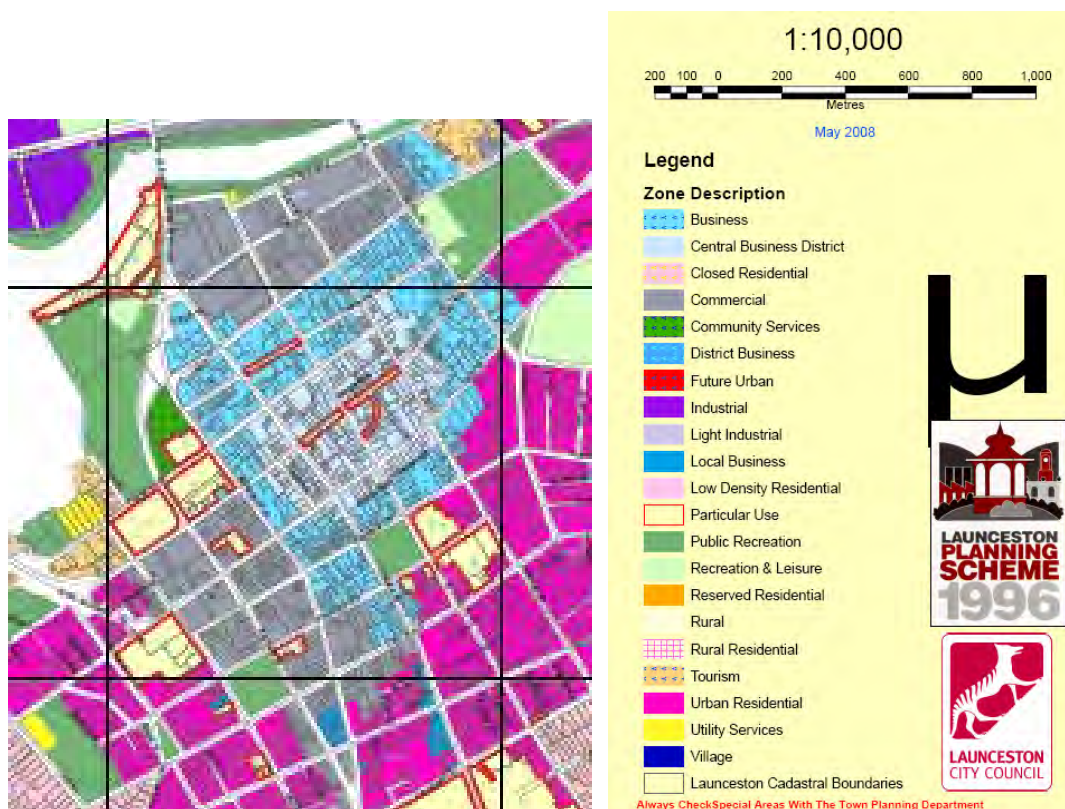 1:10,000
200 100 0 200 400 600 800 1,000
Metres
May 2008
Legend
Zone Description
Business
Central Business District
Closed Residential
Commercial
Community Services
District Business
Future Urban
Industrial
Light Industrial
Local Business
Low Density Residential
Particular Use
Public Recreation
Recreation & Leisure
Reserved Residential
Rural
Rural Residential
Tourism
Urban Residential
Utility Services
Village
Launceston Cadastral Boundaries
Always CheckSpecial Areas With The Town Planning Department
µ
LAUNCESTON
PLANNING
SCHEME
1996
LAUNCESTON
CITY COUNCIL